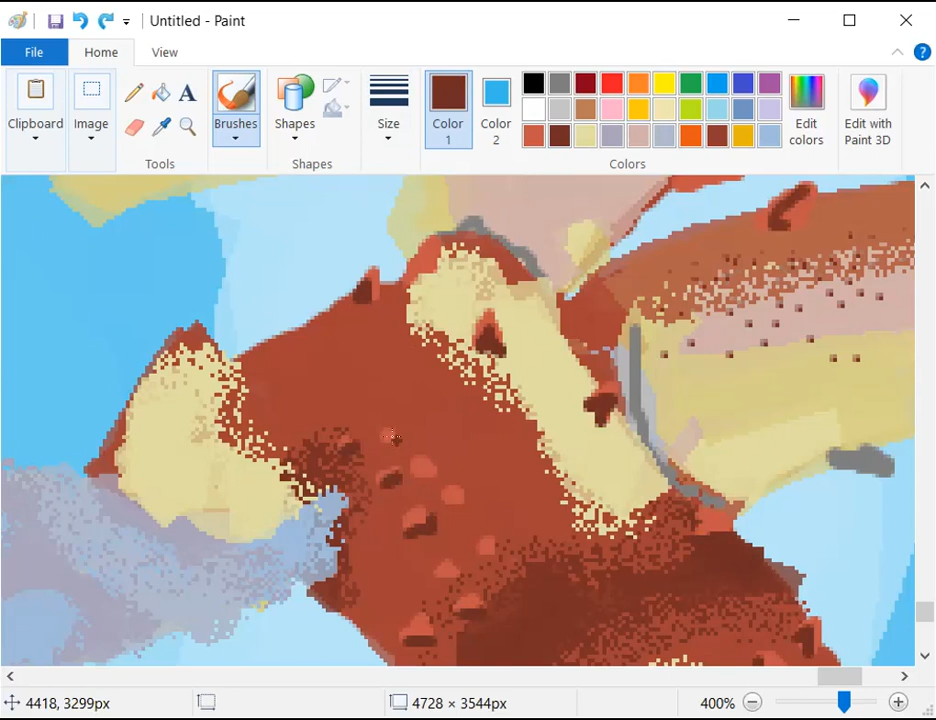 Untitled - Paint
File
Home
View
Clipboard
Image
Tools
Brushes
Shapes
Shapes
Size
Color 1
Color 2
Colors
Edit colors
Edit with Paint 3D
4418, 3299px
4728 × 3544px
400%